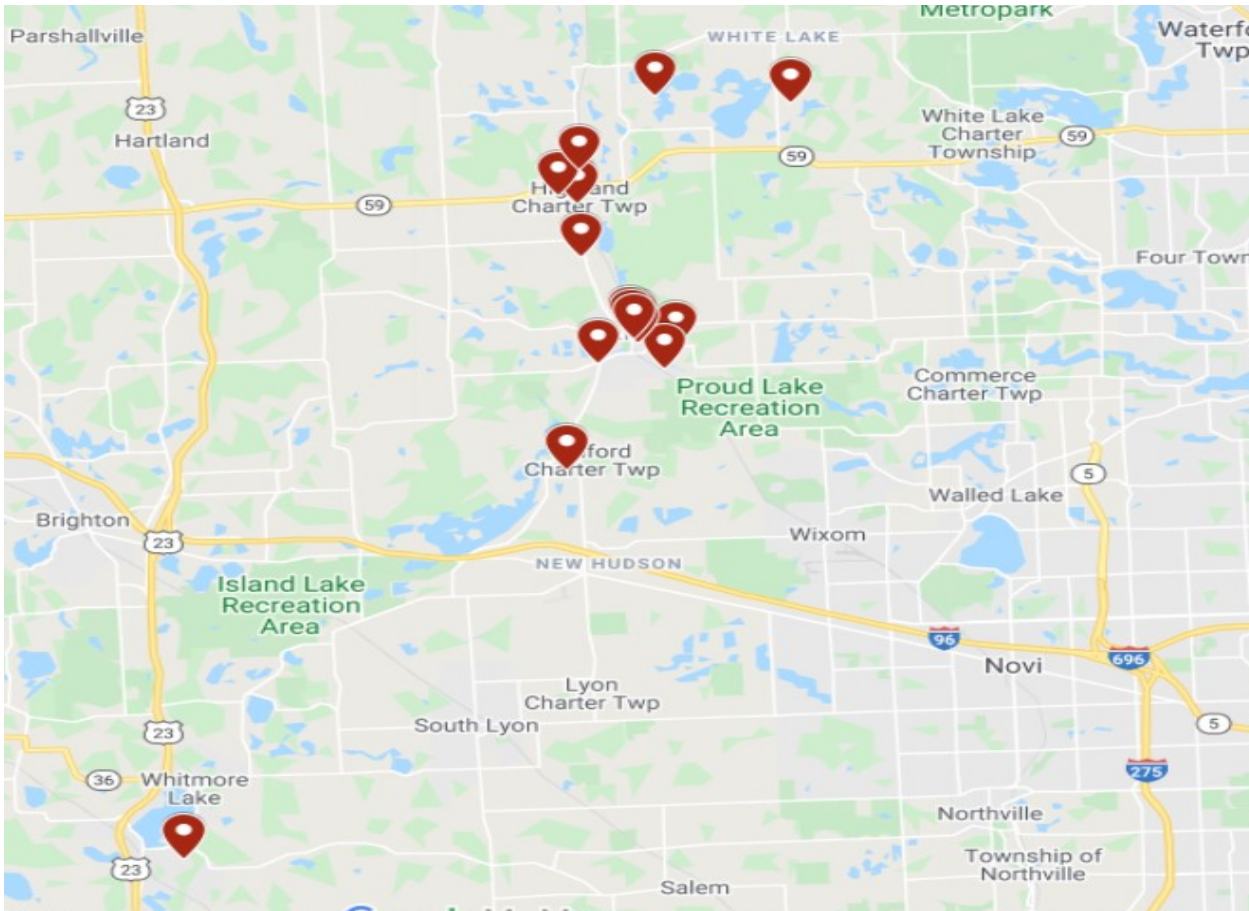 Metropark
Parshallville
WHITE LAKE
Twp
23
Hartland
White Lake
Charter
Township
59
59
59
Charter Twp
Proud Lake
Recreation
Area
Commerce
Charter Twp
Charter Twp
5
Walled Lake
Brighton
23
Wixom
NEW HUDSON
Island Lake
Recreation
Area
96
Novi
696
Lyon
Charter Twp
South Lyon
23
5
36
Whitmore
Lake
275
Northville
23
Township of
Northville
Salem